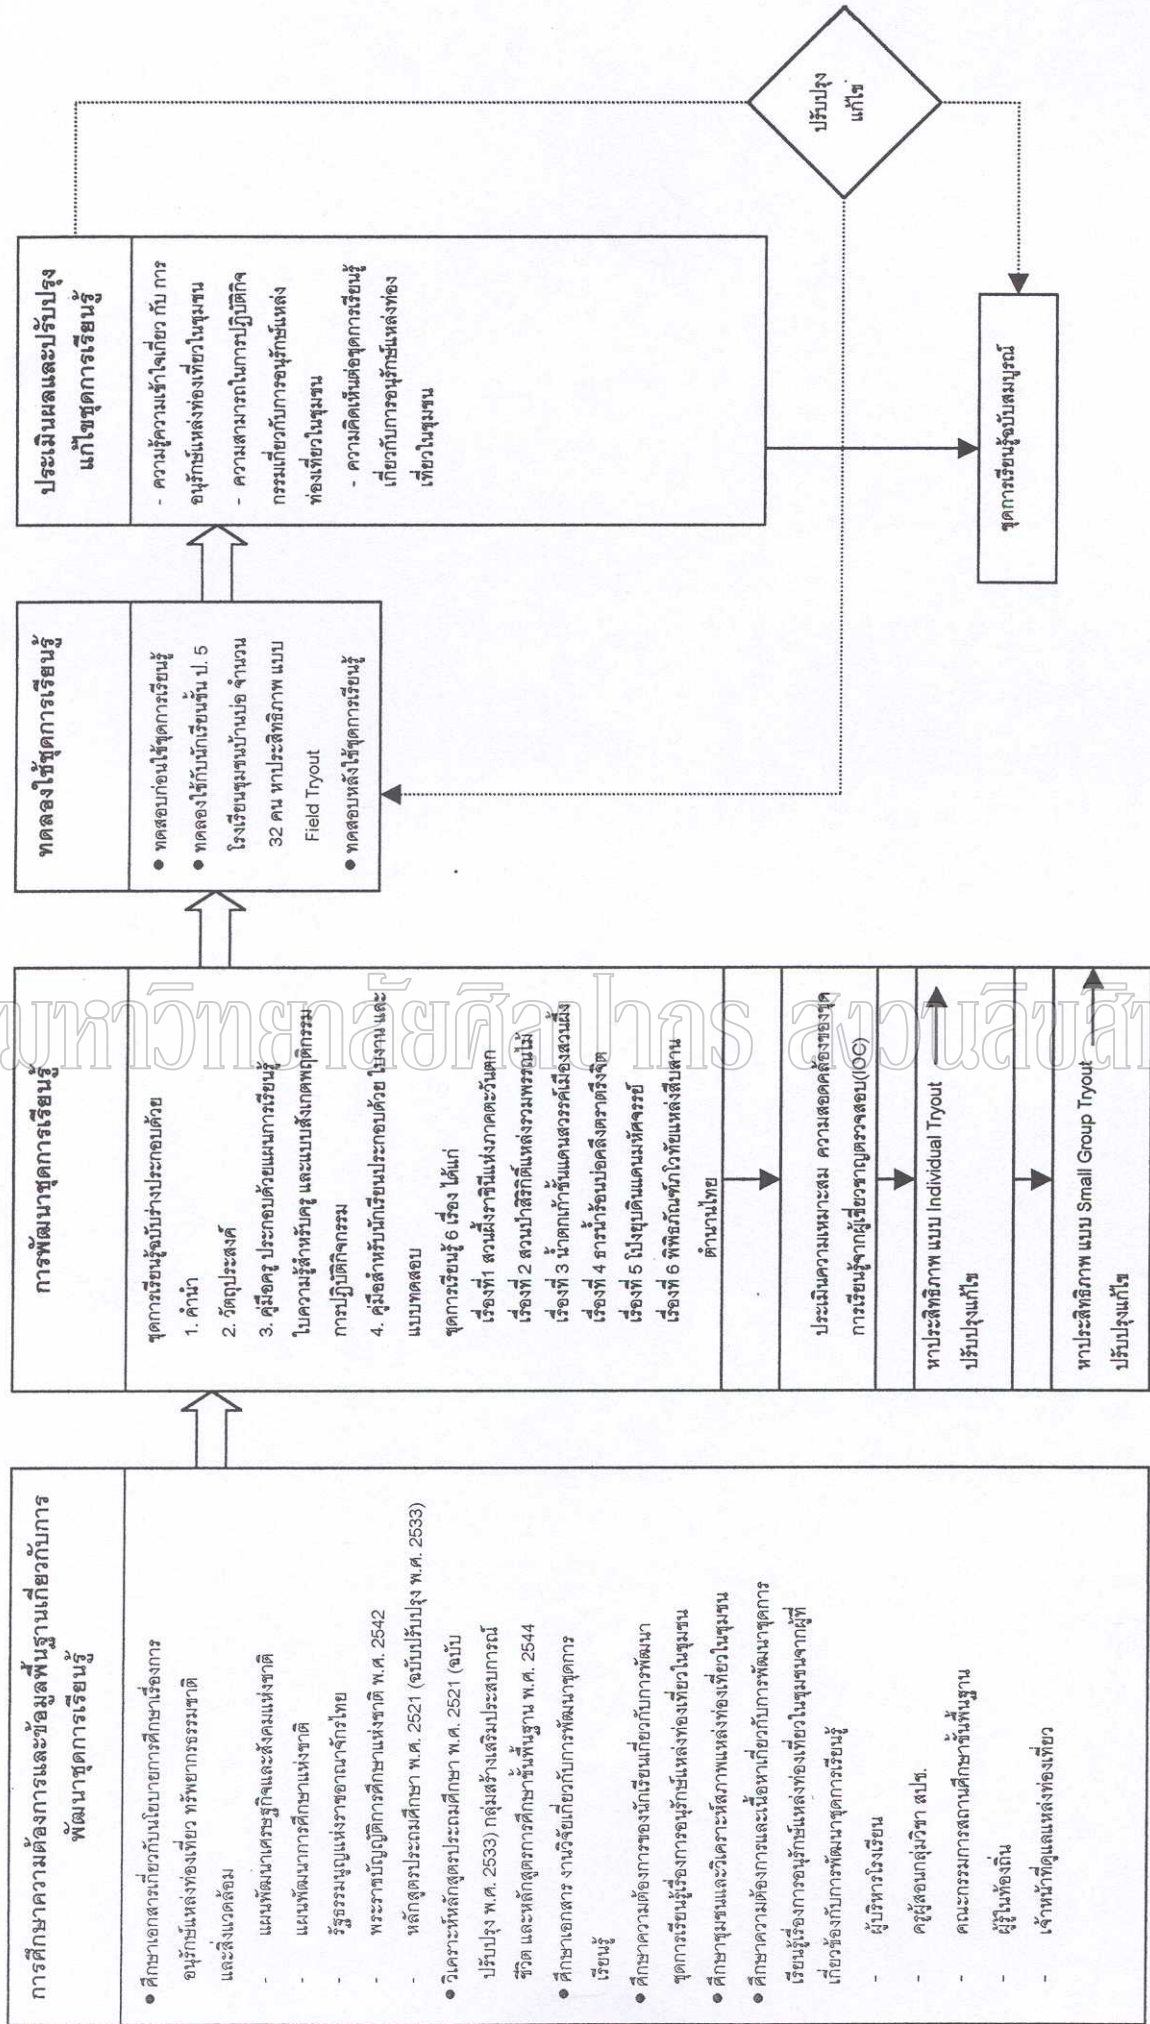 การศึกษาความต้องการและข้อมูลพื้นฐานเกี่ยวกับการ
พัฒนาชุดการเรียนรู้
● ศึกษาเอกสารเกี่ยวกับนโยบายการศึกษาเรื่องการ
อนุรักษ์แหล่งท่องเที่ยว ทรัพยากรธรรมชาติ
และสิ่งแวดล้อม
- แผนพัฒนาเศรษฐกิจและสังคมแห่งชาติ
- แผนพัฒนาการศึกษาแห่งชาติ
- รัฐธรรมนูญแห่งราชอาณาจักรไทย
- พระราชบัญญัติการศึกษาแห่งชาติ พ.ศ. 2542
- หลักสูตรประถมศึกษา พ.ศ. 2521 (ฉบับปรับปรุง พ.ศ. 2533)
● วิเคราะห์หลักสูตรประถมศึกษา พ.ศ. 2521 (ฉบับ
ปรับปรุง พ.ศ. 2533) กลุ่มสร้างเสริมประสบการณ์
ชีวิต และหลักสูตรการศึกษาขั้นพื้นฐาน พ.ศ. 2544
● ศึกษาเอกสาร งานวิจัยเกี่ยวกับการพัฒนาชุดการ
เรียนรู้
● ศึกษาความต้องการของนักเรียนเกี่ยวกับการพัฒนา
ชุดการเรียนรู้เรื่องการอนุรักษ์แหล่งท่องเที่ยวในชุมชน
● ศึกษาชุมชนและวิเคราะห์สภาพแหล่งท่องเที่ยวในชุมชน
● ศึกษาความต้องการและเนื้อหาเกี่ยวกับการพัฒนาชุดการ
เรียนรู้เรื่องการอนุรักษ์แหล่งท่องเที่ยวในชุมชนจากผู้ที่
เกี่ยวข้องกับการพัฒนาชุดการเรียนรู้
- ผู้บริหารโรงเรียน
- ครูผู้สอนกลุ่มวิชา สปช.
- คณะกรรมการสถานศึกษาขั้นพื้นฐาน
- ผู้รู้ในท้องถิ่น
- เจ้าหน้าที่ดูแลแหล่งท่องเที่ยว
การพัฒนาชุดการเรียนรู้
ชุดการเรียนรู้ฉบับร่างประกอบด้วย
1. คำนำ
2. วัตถุประสงค์
3. คู่มือครู ประกอบด้วยแผนการเรียนรู้
ใบความรู้สำหรับครู และแบบสังเกตพฤติกรรม
การปฏิบัติกิจกรรม
4. คู่มือสำหรับนักเรียนประกอบด้วย ใบงาน และ
แบบทดสอบ
ชุดการเรียนรู้ 6 เรื่อง ได้แก่
เรื่องที่1 สวนผึ้งราชินีแห่งภาคตะวันตก
เรื่องที่ 2 สวนป่าสิริกิติ์แหล่งรวมพรรณไม้
เรื่องที่ 3 น้ำตกเก้าชั้นแดนสวรรค์เมืองสวนผึ้ง
เรื่องที่ 4 ธารน้ำร้อนบ่อคลึงตราตรึงจิต
เรื่องที่ 5 โป่งยุบดินแดนมหัศจรรย์
เรื่องที่ 6 พิพิธภัณฑ์ภโวทัยแหล่งสืบสาน
ตำนานไทย
ประเมินความเหมาะสม ความสอดคล้องของชุด
การเรียนรู้จากผู้เชี่ยวชาญตรวจสอบ(IOC)
หาประสิทธิภาพ แบบ Individual Tryout
ปรับปรุงแก้ไข
หาประสิทธิภาพ แบบ Small Group Tryout
ปรับปรุงแก้ไข
ทดลองใช้ชุดการเรียนรู้
● ทดสอบก่อนใช้ชุดการเรียนรู้
● ทดลองใช้กับนักเรียนชั้น ป. 5
โรงเรียนชุมชนบ้านบ่อ จำนวน
32 คน หาประสิทธิภาพ แบบ
Field Tryout
● ทดสอบหลังใช้ชุดการเรียนรู้
ประเมินผลและปรับปรุง
แก้ไขชุดการเรียนรู้
- ความรู้ความเข้าใจเกี่ยว กับ การ
อนุรักษ์แหล่งท่องเที่ยวในชุมชน
- ความสามารถในการปฏิบัติกิจ
กรรมเกี่ยวกับการอนุรักษ์แหล่ง
ท่องเที่ยวในชุมชน
- ความคิดเห็นต่อชุดการเรียนรู้
เกี่ยวกับการอนุรักษ์แหล่งท่อง
เที่ยวในชุมชน
ปรับปรุง
แก้ไข
ชุดการเรียนรู้ฉบับสมบูรณ์
มหาวิทยาลัยศิลปากร สงวนลิขสิท